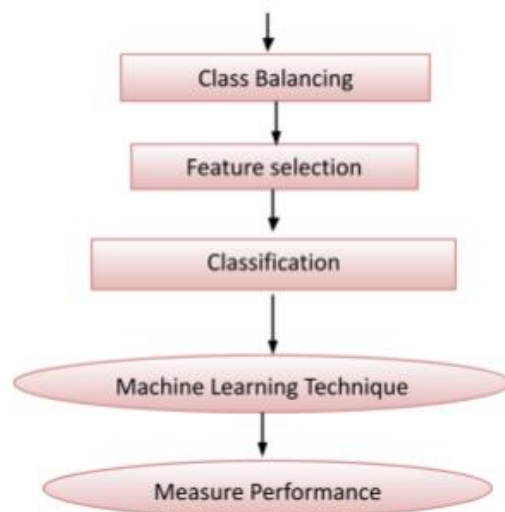 Class Balancing
Feature selection
Classification
Machine Learning Technique
Measure Performance